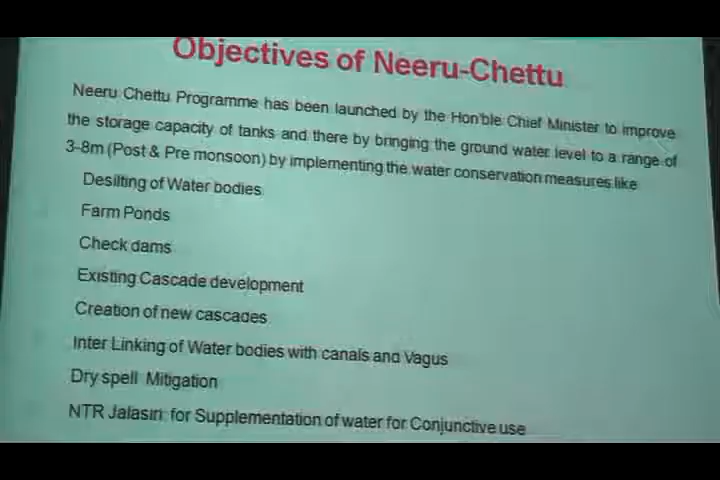 Objectives of Neeru-Chettu
Neeru Chettu Programme has been launched by the Hon'ble Chief Minister to improve
the storage capacity of tanks and there by bringing the ground water level to a range of
3-8m (Post & Pre monsoon) by implementing the water conservation measures like
Desilting of Water bodies
Farm Ponds
Check dams
Existing Cascade development
Creation of new cascades
Inter Linking of Water bodies with canals and Vagus
Dry spell Mitigation
NTR Jalasiri: for Supplementation of water for Conjunctive use